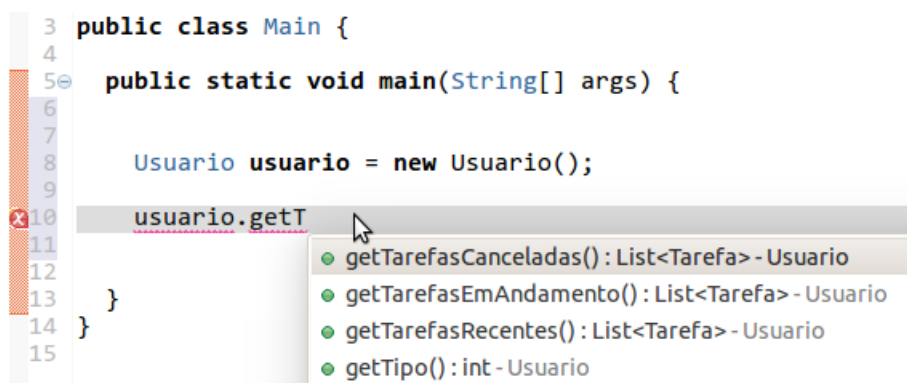 3 public class Main {
4
5 public static void main(String[] args) {
6
7
8 Usuario usuario = new Usuario();
9
10 usuario.getT
11 getTarefasCanceladas() : List<Tarefa> - Usuario
12
13 } getTarefasEmAndamento() : List<Tarefa> - Usuario
14 } getTarefasRecentes() : List<Tarefa> - Usuario
15 getTipo() : int - Usuario